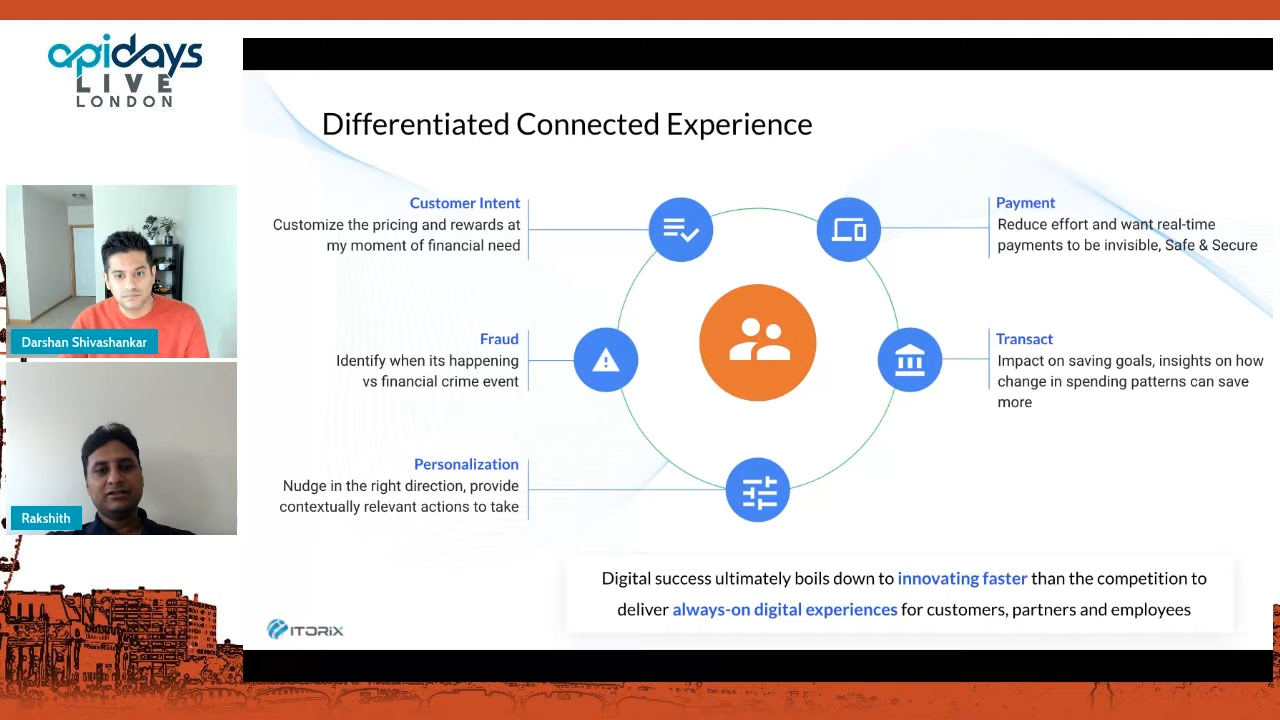 apidays
LIVE
LONDON
Darshan Shivashankar
Rakshith
Differentiated Connected Experience
Customer Intent
Customize the pricing and rewards at
my moment of financial need
Fraud
Identify when its happening
vs financial crime event
Personalization
Nudge in the right direction, provide
contextually relevant actions to take
Payment
Reduce effort and want real-time
payments to be invisible, Safe & Secure
Transact
Impact on saving goals, insights on how
change in spending patterns can save
more
Digital success ultimately boils down to innovating faster than the competition to
deliver always-on digital experiences for customers, partners and employees
ITORIX